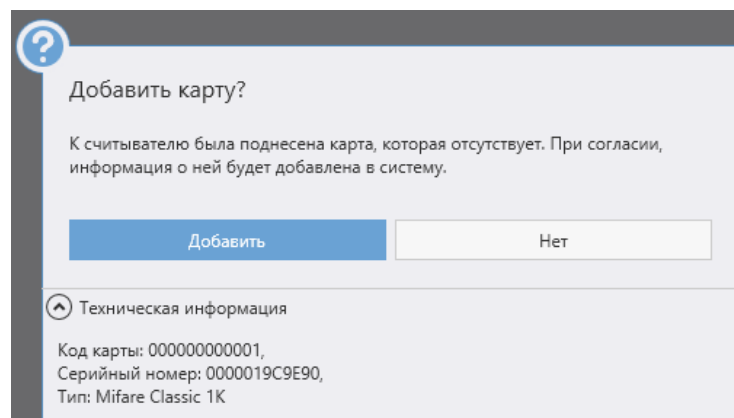 ?
Добавить карту?
К считывателю была поднесена карта, которая отсутствует. При согласии,
информация о ней будет добавлена в систему.
Добавить
Нет
Техническая информация
Код карты: 000000000001,
Серийный номер: 0000019C9E90,
Тип: Mifare Classic 1K